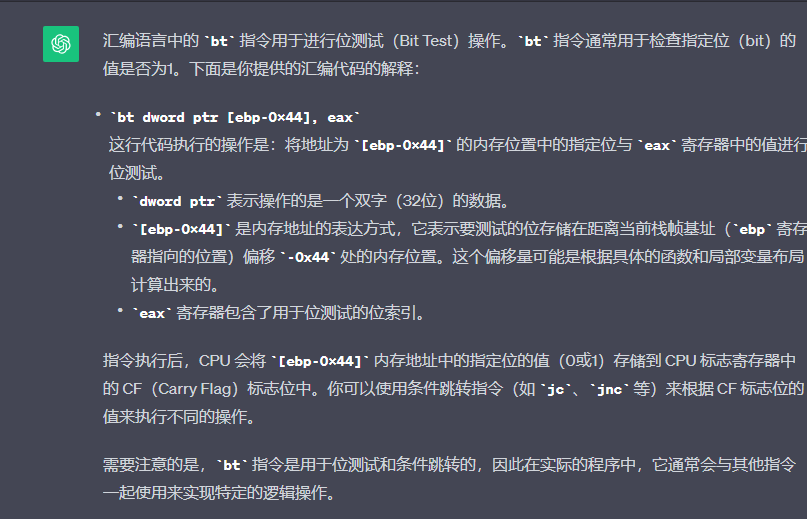 汇编语言中的 `bt` 指令用于进行位测试（Bit Test）操作。`bt` 指令通常用于检查指定位（bit）的
值是否为1。下面是你提供的汇编代码的解释：
• `bt dword ptr [ebp-0×44], eax`
这行代码执行的操作是：将地址为 `[ebp-0×44]` 的内存位置中的指定位与 `eax` 寄存器中的值进行
位测试。
• `dword ptr` 表示操作的是一个双字（32位）的数据。
• `[ebp-0×44]` 是内存地址的表达方式，它表示要测试的位存储在距离当前栈帧基址（`ebp` 寄存
器指向的位置）偏移 `-0x44` 处的内存位置。这个偏移量可能是根据具体的函数和局部变量布局
计算出来的。
• `eax` 寄存器包含了用于位测试的位索引。
指令执行后，CPU 会将 `[ebp-0×44]` 内存地址中的指定位的值（0或1）存储到 CPU 标志寄存器中
的 CF（Carry Flag）标志位中。你可以使用条件跳转指令（如 `jc`、`jnc` 等）来根据 CF 标志位的
值来执行不同的操作。
需要注意的是，`bt` 指令是用于位测试和条件跳转的，因此在实际的程序中，它通常会与其他指令
一起使用来实现特定的逻辑操作。